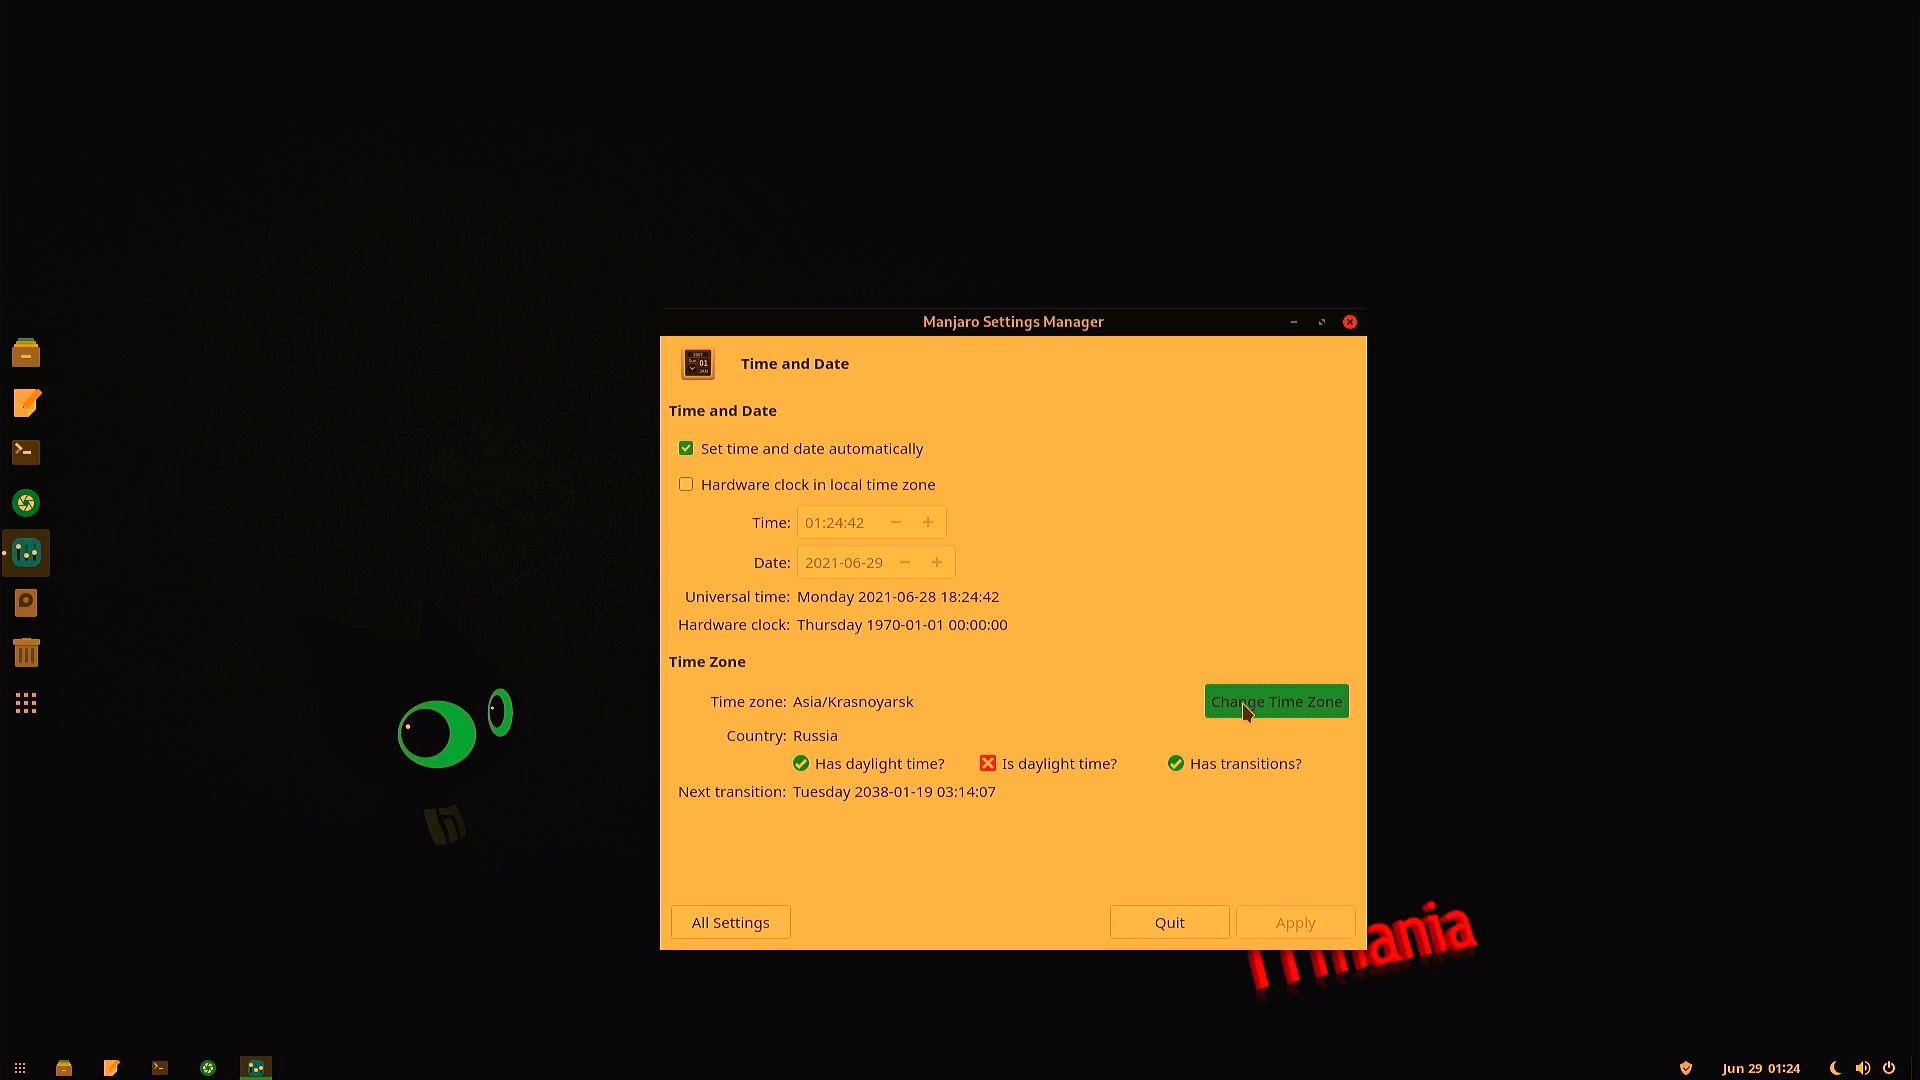 Manjaro Settings Manager
Time and Date
Time and Date
Set time and date automatically
Hardware clock in local time zone
Time: 01:24:42
Date: 2021-06-29
Universal time: Monday 2021-06-28 18:24:42
Hardware clock: Thursday 1970-01-01 00:00:00
Time Zone
Time zone: Asia/Krasnoyarsk Change Time Zone
Country: Russia
Has daylight time? Is daylight time? Has transitions?
Next transition: Tuesday 2038-01-19 03:14:07
All Settings Quit Apply
Jun 29 01:24